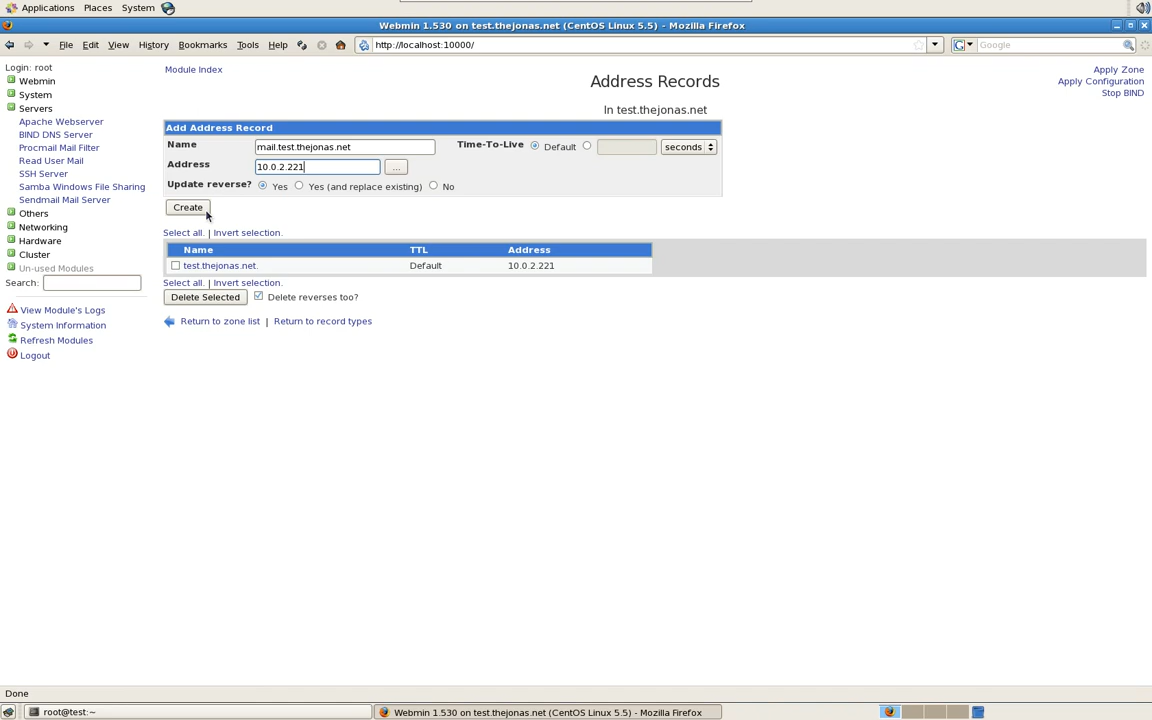 Applications Places System
Webmin 1.530 on test.thejonas.net (CentOS Linux 5.5) - Mozilla Firefox
File Edit View History Bookmarks Tools Help http://localhost:10000/ Google
Login: root
Webmin
System
Servers
Apache Webserver
BIND DNS Server
Procmail Mail Filter
Read User Mail
SSH Server
Samba Windows File Sharing
Sendmail Mail Server
Others
Networking
Hardware
Cluster
Un-used Modules
Search:
View Module's Logs
System Information
Refresh Modules
Logout
Module Index
Address Records
In test.thejonas.net
Apply Zone
Apply Configuration
Stop BIND
Add Address Record
Name mail.test.thejonas.net Time-To-Live Default seconds
Address 10.0.2.221 ...
Update reverse? Yes Yes (and replace existing) No
Create
Select all. | Invert selection.
Name TTL Address
test.thejonas.net. Default 10.0.2.221
Select all. | Invert selection.
Delete Selected Delete reverses too?
Return to zone list | Return to record types
Done
root@test:~ Webmin 1.530 on test.thejonas.net (CentOS Linux 5.5) - Mozilla Firefox